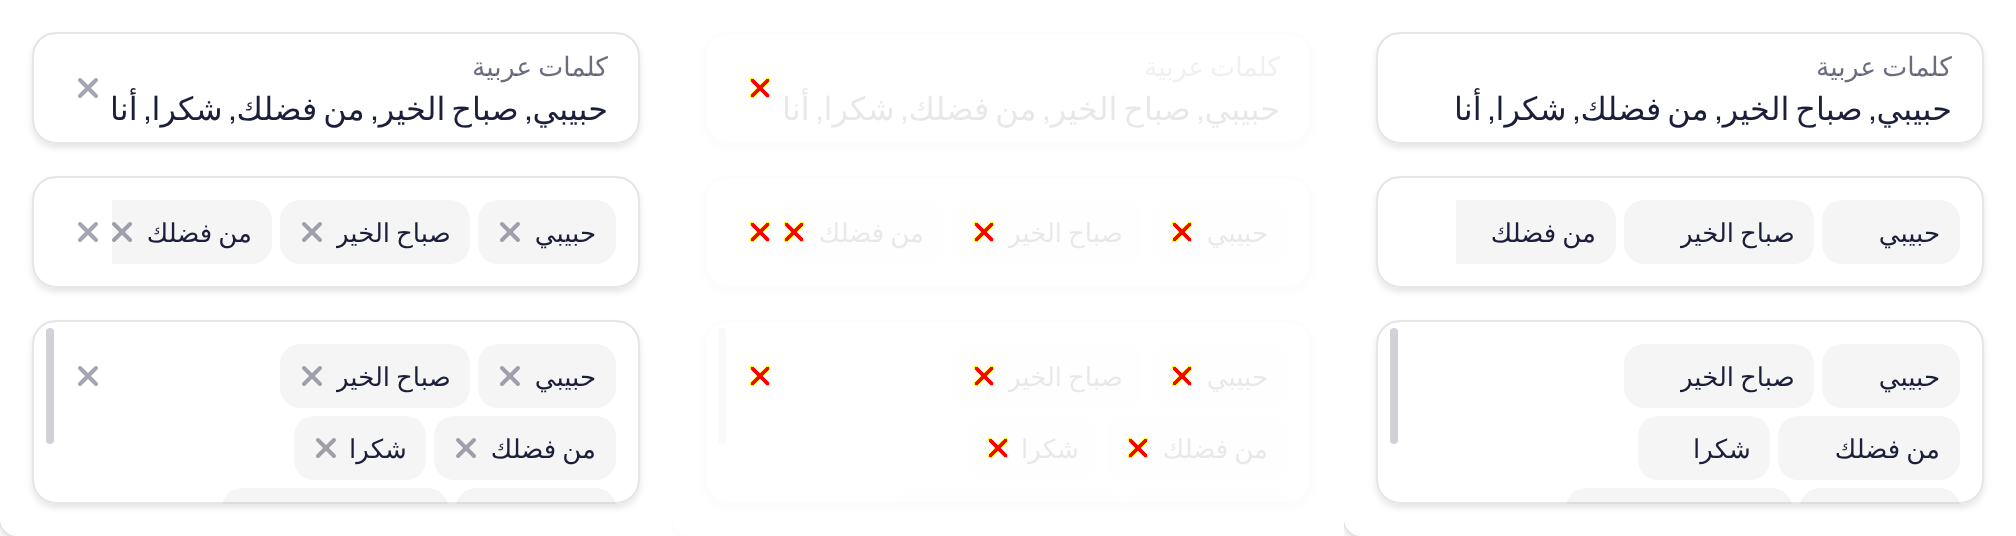 كلمات عربية
حبيبي, صباح الخير, من فضلك, شكرا, أنا
حبيبي صباح الخير من فضلك
حبيبي صباح الخير
من فضلك شكرا
كلمات عربية
حبيبي, صباح الخير, من فضلك, شكرا, أنا
حبيبي صباح الخير من فضلك
حبيبي صباح الخير
من فضلك شكرا
كلمات عربية
حبيبي, صباح الخير, من فضلك, شكرا, أنا
حبيبي صباح الخير من فضلك
حبيبي صباح الخير
من فضلك شكرا